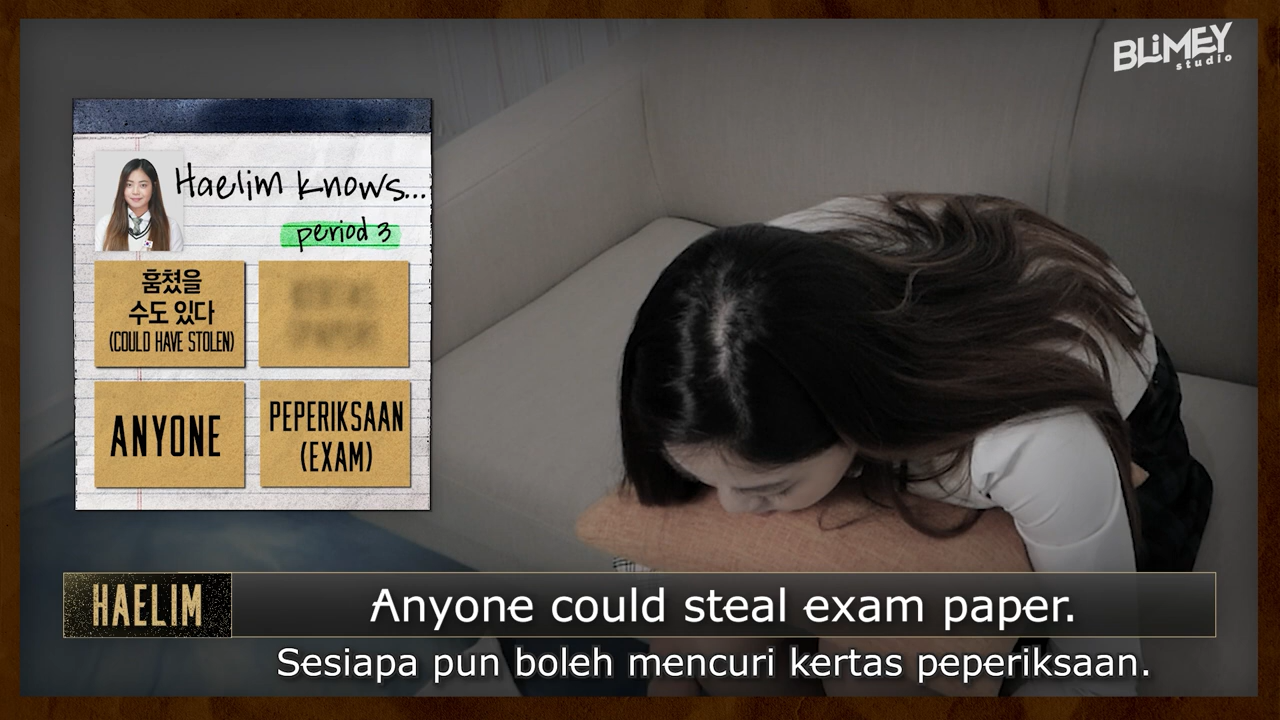 BLiMEY
studio
Haelim knows...
period 3
훔쳤을
수도 있다
(COULD HAVE STOLEN)
ANYONE
PEPERIKSAAN
(EXAM)
HAELIM
Anyone could steal exam paper.
Sesiapa pun boleh mencuri kertas peperiksaan.